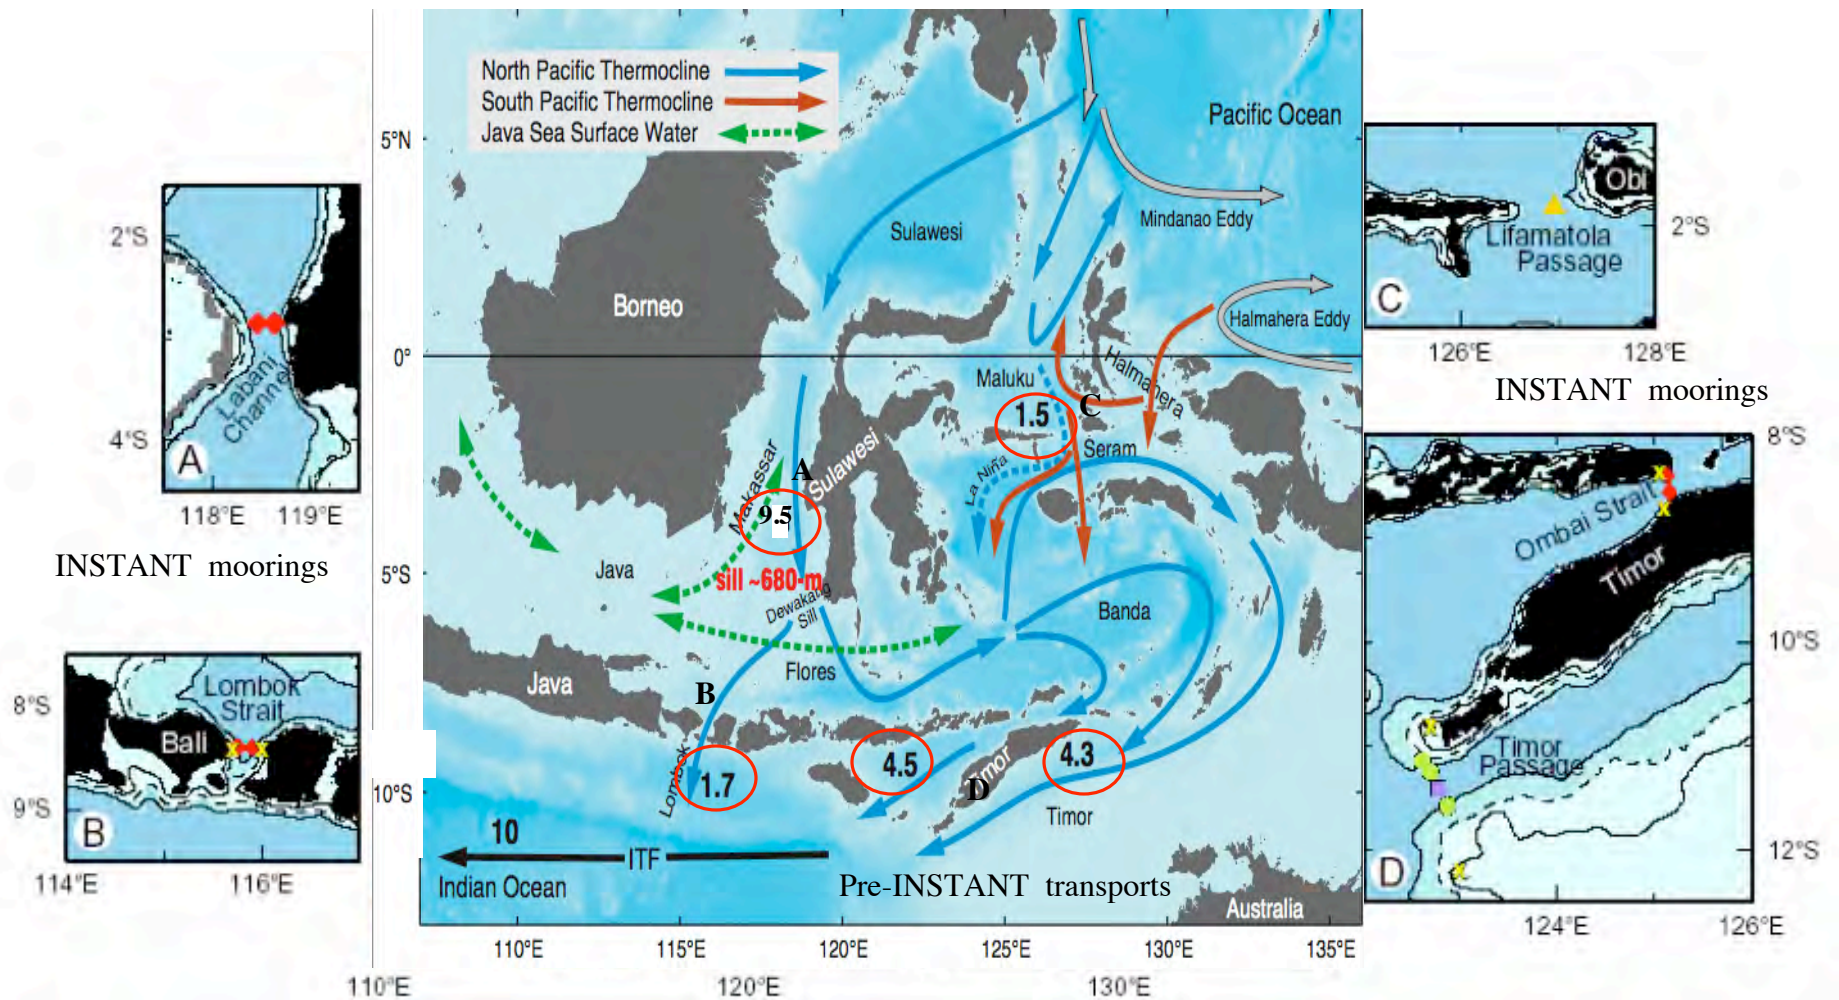 North Pacific Thermocline
South Pacific Thermocline
Java Sea Surface Water
Pacific Ocean
5°N
Mindanao Eddy
Sulawesi
Borneo
Halmahera Eddy
0°
Maluku
Halmahera
1.5
C
Seram
La Niña
Makassar
A
Sulawesi
9.5
Java
sill ~680-m
5°S
Dewakang
Sill
Banda
Flores
Java
B
Lombok
1.7
4.5
Timor
4.3
D
10°S
Timor
10
ITF
Indian Ocean
Pre-INSTANT transports
Australia
110°E
115°E
120°E
125°E
130°E
135°E
110°E
120°E
130°E
2°S
4°S
Labani
Channel
A
118°E
119°E
INSTANT moorings
8°S
9°S
Lombok
Strait
Bali
B
114°E
116°E
Obi
Lifamatola
Passage
2°S
C
126°E
128°E
INSTANT moorings
8°S
Ombai Strait
Timor
10°S
Timor
Passage
12°S
D
124°E
126°E